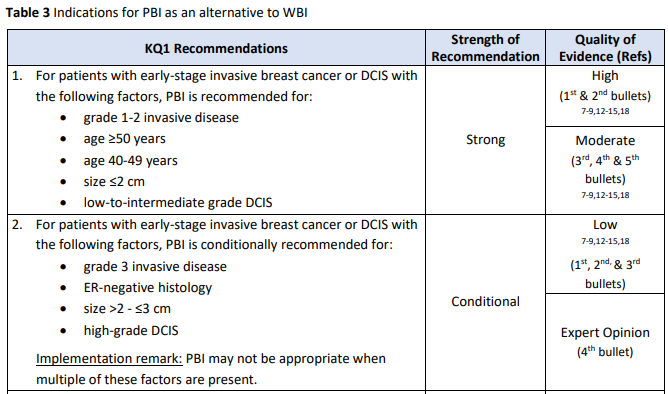 Table 3 Indications for PBI as an alternative to WBI
KQ1 Recommendations
Strength of
Recommendation
Quality of
Evidence (Refs)
1. For patients with early-stage invasive breast cancer or DCIS with
the following factors, PBI is recommended for:
• grade 1-2 invasive disease
• age ≥50 years
• age 40-49 years
• size ≤2 cm
• low-to-intermediate grade DCIS
Strong
High
(1st & 2nd bullets)
7-9,12-15,18
Moderate
(3rd, 4th & 5th
bullets)
7-9,12-15,18
2. For patients with early-stage invasive breast cancer or DCIS with
the following factors, PBI is conditionally recommended for:
• grade 3 invasive disease
• ER-negative histology
• size >2 - ≤3 cm
• high-grade DCIS
Implementation remark: PBI may not be appropriate when
multiple of these factors are present.
Conditional
Low
7-9,12-15,18
(1st, 2nd, & 3rd
bullets)
Expert Opinion
(4th bullet)